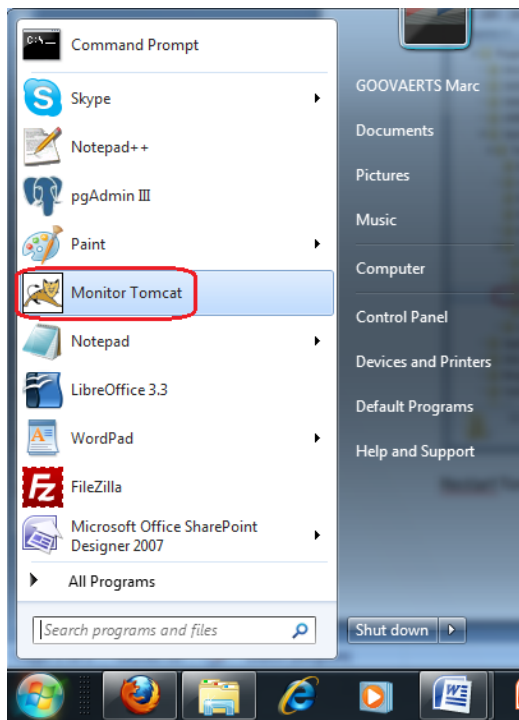 C:\_
Command Prompt
Skype
Notepad++
pgAdmin III
Paint
Monitor Tomcat
Notepad
LibreOffice 3.3
WordPad
FileZilla
Microsoft Office SharePoint
Designer 2007
All Programs
Search programs and files
GOOVAERTS Marc
Documents
Pictures
Music
Computer
Control Panel
Devices and Printers
Default Programs
Help and Support
Shut down